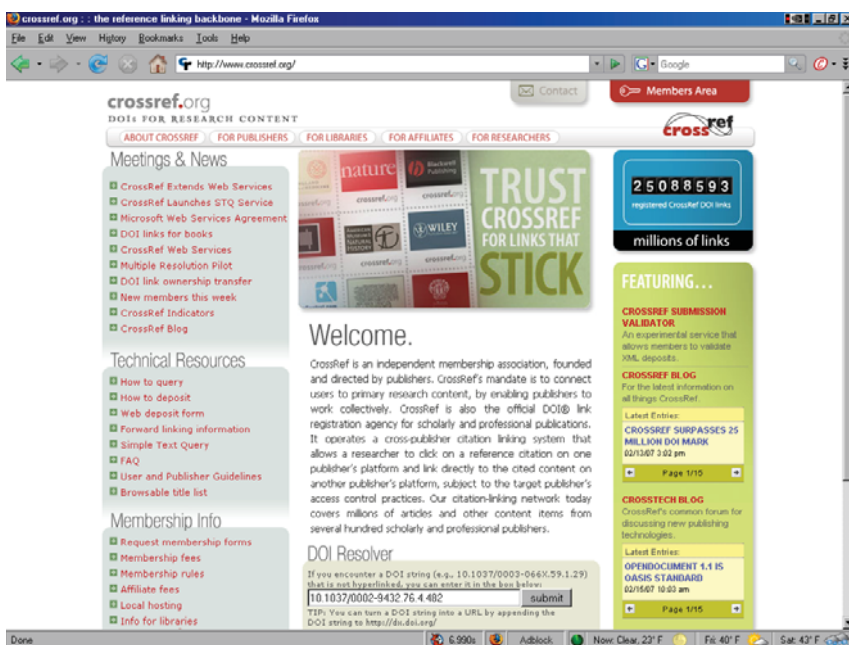 crossref.org : : the reference linking backbone - Mozilla Firefox
File Edit View History Bookmarks Tools Help
http://www.crossref.org/
Google
Contact
Members Area
crossref.org
DOIs FOR RESEARCH CONTENT
crossref
ABOUT CROSSREF
FOR PUBLISHERS
FOR LIBRARIES
FOR AFFILIATES
FOR RESEARCHERS
Meetings & News
CrossRef Extends Web Services
CrossRef Launches STQ Service
Microsoft Web Services Agreement
DOI links for books
CrossRef Web Services
Multiple Resolution Pilot
DOI link ownership transfer
New members this week
CrossRef Indicators
CrossRef Blog
Technical Resources
How to query
How to deposit
Web deposit form
Forward linking information
Simple Text Query
FAQ
User and Publisher Guidelines
Browsable title list
Membership Info
Request membership forms
Membership fees
Membership rules
Affiliate fees
Local hosting
Info for libraries
nature
Blackwell
Publishing
crossref.org
crossref.org
AMERICAN
MUSEUM OF
NATURAL
HISTORY
WILEY
crossref.org
crossref.org
TRUST
CROSSREF
FOR LINKS THAT
STICK
Welcome.
CrossRef is an independent membership association, founded
and directed by publishers. CrossRef's mandate is to connect
users to primary research content, by enabling publishers to
work collectively. CrossRef is also the official DOI® link
registration agency for scholarly and professional publications.
It operates a cross-publisher citation linking system that
allows a researcher to click on a reference citation on one
publisher's platform and link directly to the cited content on
another publisher's platform, subject to the target publisher's
access control practices. Our citation-linking network today
covers millions of articles and other content items from
several hundred scholarly and professional publishers.
DOI Resolver
If you encounter a DOI string (e.g., 10.1037/0003-066X.59.1.29)
that is not hyperlinked, you can enter it in the box below:
10.1037/0002-9432.76.4.482
submit
TIP: You can turn a DOI string into a URL by appending the
DOI string to http://dx.doi.org/
25088593
registered CrossRef DOI links
millions of links
FEATURING...
CROSSREF SUBMISSION
VALIDATOR
An experimental service that
allows members to validate
XML deposits.
CROSSREF BLOG
For the latest information on
all things CrossRef.
Latest Entries:
CROSSREF SURPASSES 25
MILLION DOI MARK
02/13/07 3:02 pm
Page 1/15
CROSSTECH BLOG
CrossRef's common forum for
discussing new publishing
technologies.
Latest Entries:
OPENDOCUMENT 1.1 IS
OASIS STANDARD
02/15/07 10:03 am
Page 1/15
Done
6.990s
Adblock
Now: Clear, 23° F
Fri: 40° F
Sat: 43° F